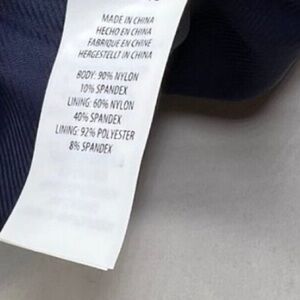 MADE IN CHINA
HECHO EN CHINA
FABRIQUE EN CHINE
HERGESTELLT IN CHINA
BODY: 90% NYLON
10% SPANDEX
LINING: 60% NYLON
40% SPANDEX
LINING: 92% POLYESTER
8% SPANDEX